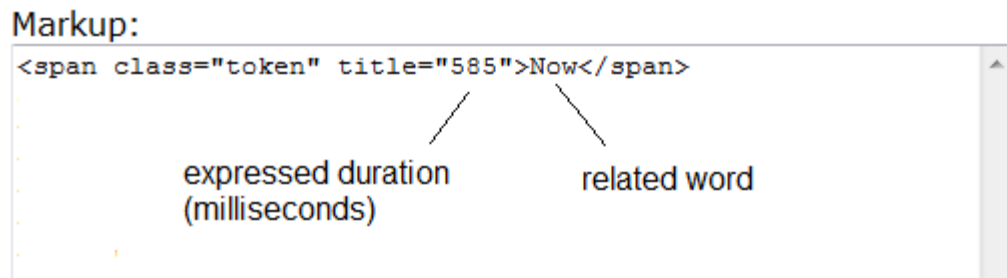 Markup:
<span class="token" title="585">Now</span>
expressed duration
(milliseconds)
related word